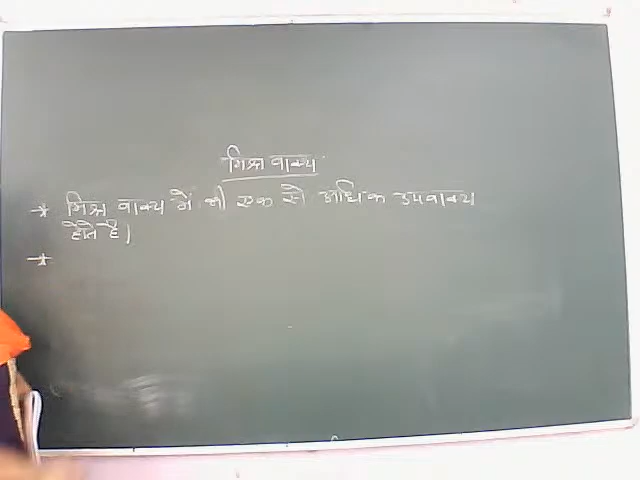 मिश्र वाक्य
* मिश्र वाक्य में भी एक से अधिक उपवाक्य
होते है।
*